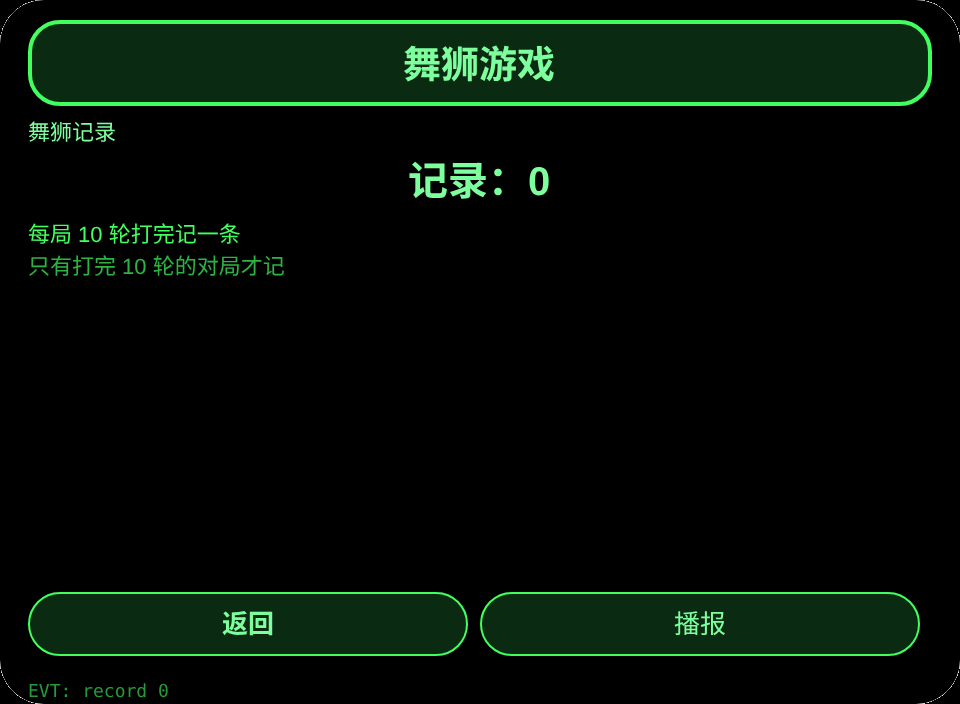 舞狮游戏
舞狮记录
记录：0
每局 10 轮打完记一条
只有打完 10 轮的对局才记
返回
播报
EVT: record 0